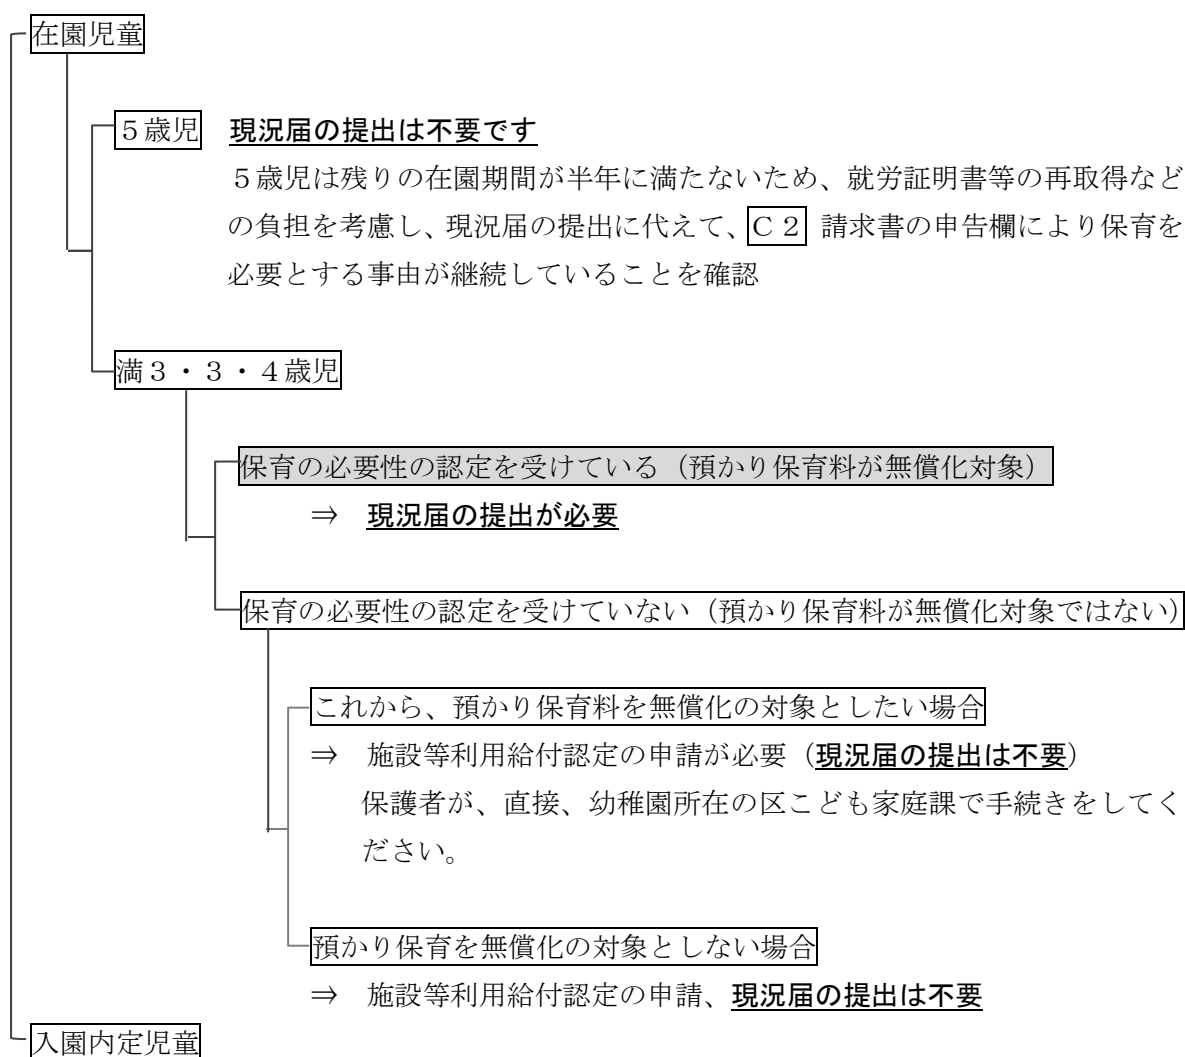 在園児童
５歳児　現況届の提出は不要です
５歳児は残りの在園期間が半年に満たないため、就労証明書等の再取得など
の負担を考慮し、現況届の提出に代えて、Ｃ２ 請求書の申告欄により保育を
必要とする事由が継続していることを確認
満３・３・４歳児
保育の必要性の認定を受けている（預かり保育料が無償化対象）
⇒　現況届の提出が必要
保育の必要性の認定を受けていない（預かり保育料が無償化対象ではない）
これから、預かり保育料を無償化の対象としたい場合
⇒　施設等利用給付認定の申請が必要（現況届の提出は不要）
保護者が、直接、幼稚園所在の区こども家庭課で手続きをしてく
ださい。
預かり保育を無償化の対象としない場合
⇒　施設等利用給付認定の申請、現況届の提出は不要
入園内定児童